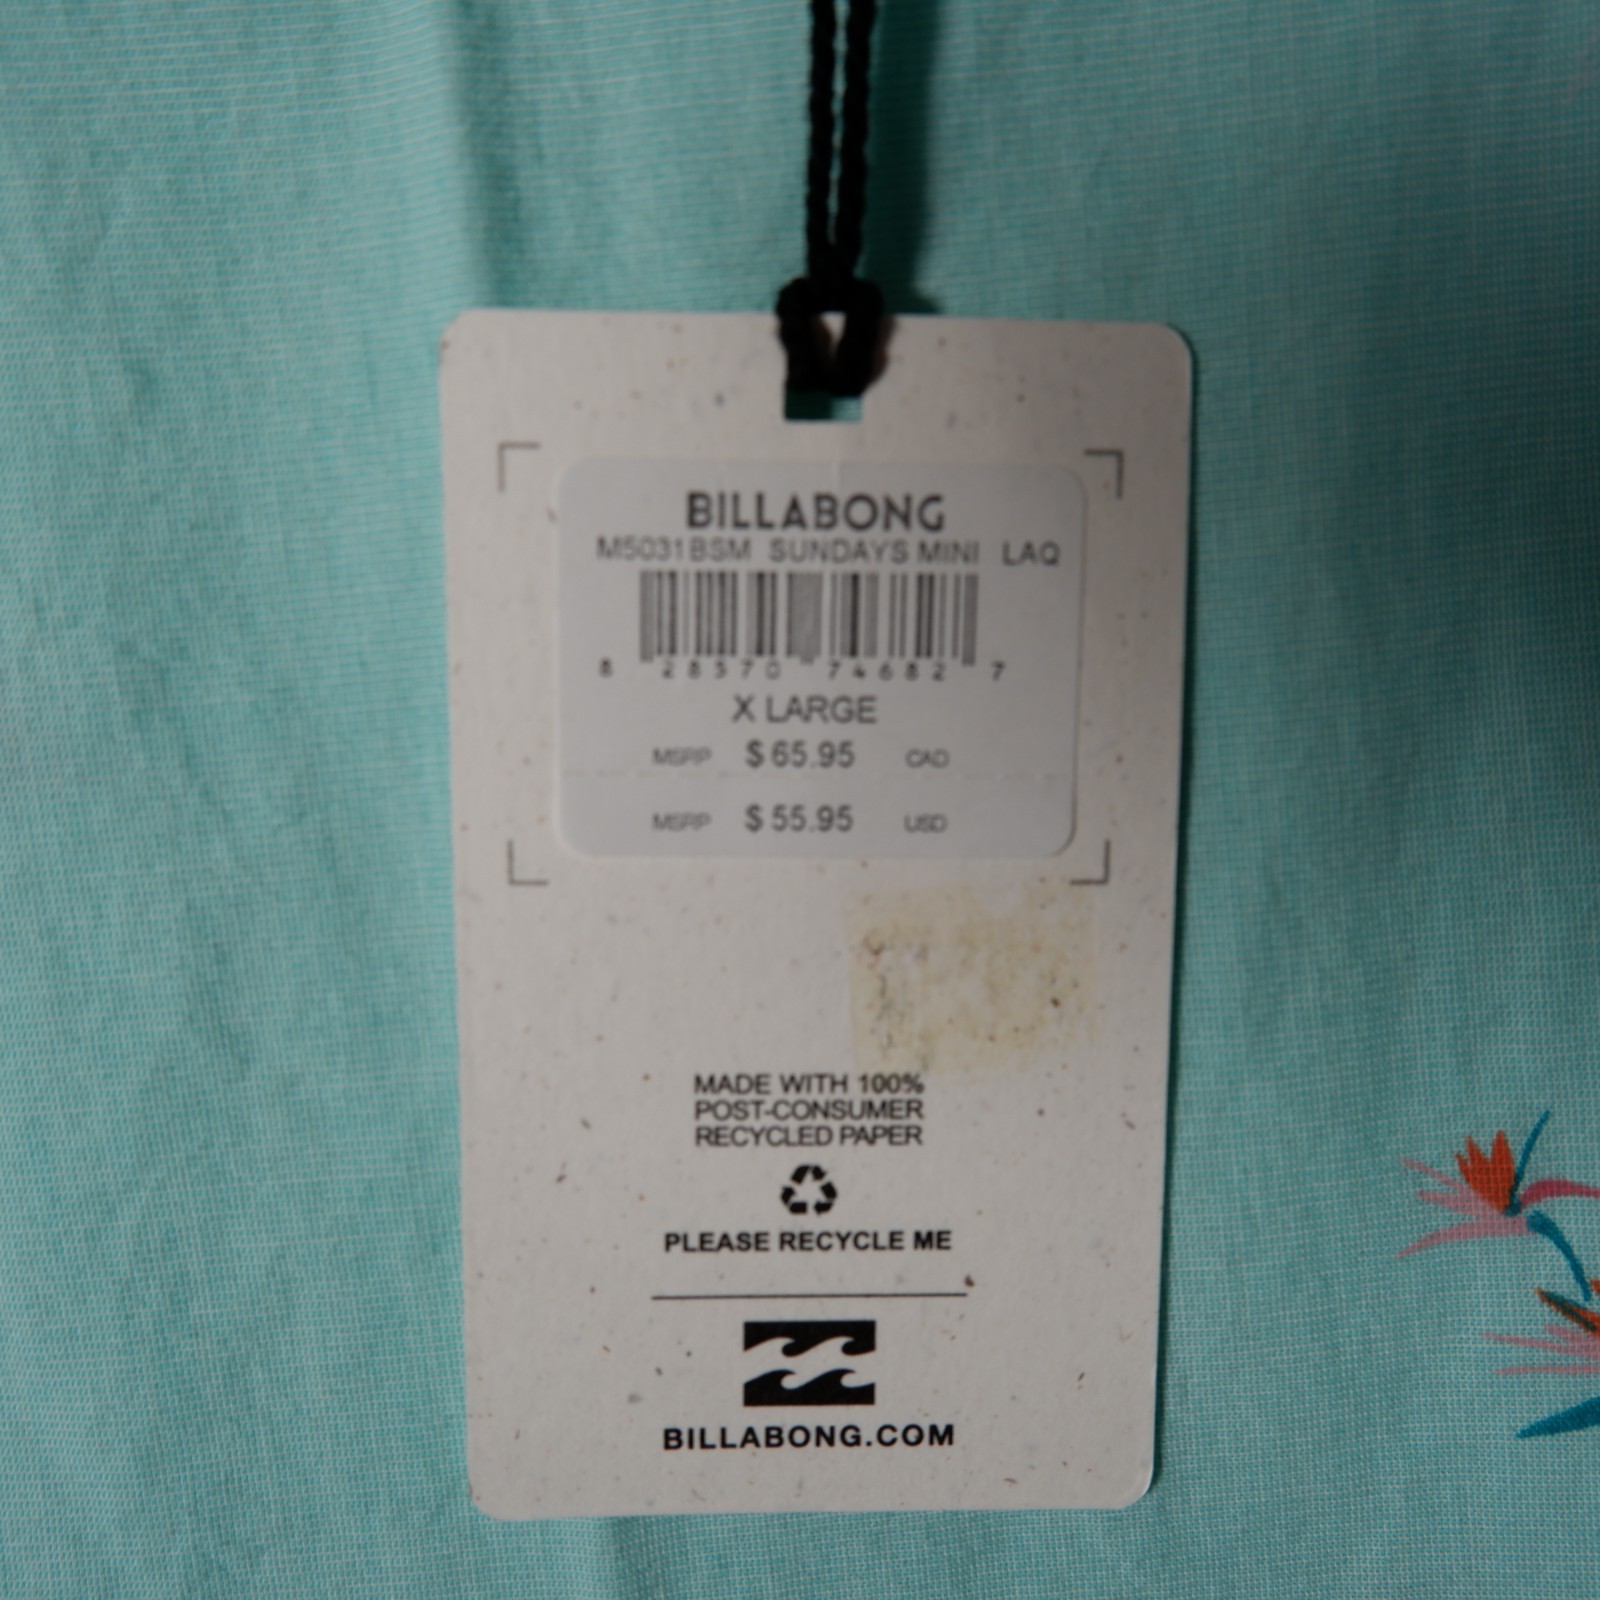 BILLABONG
M5031BSM SUNDAYS MINI LAQ
8 28570 74682 7
X LARGE
MSRP $65.95 CAD
MSRP $55.95 USD
MADE WITH 100%
POST-CONSUMER
RECYCLED PAPER
PLEASE RECYCLE ME
BILLABONG.COM